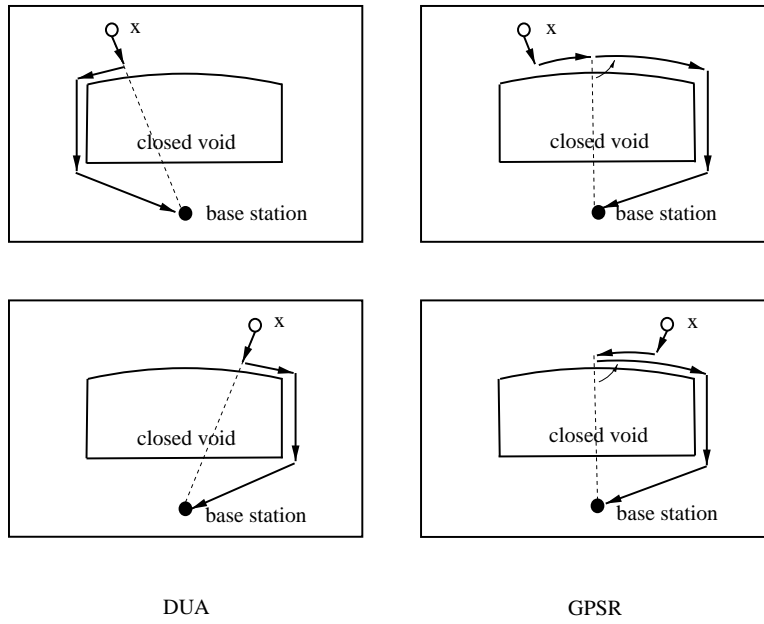 x
closed void
base station
x
closed void
base station
x
closed void
base station
x
closed void
base station
DUA
GPSR